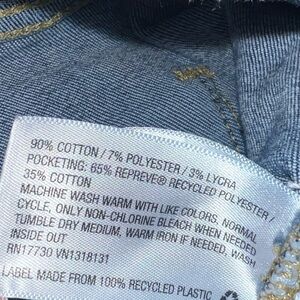 90% COTTON / 7% POLYESTER / 3% LYCRA
POCKETING: 65% REPREVE® RECYCLED POLYESTER /
35% COTTON
MACHINE WASH WARM WITH LIKE COLORS, NORMAL
CYCLE, ONLY NON-CHLORINE BLEACH WHEN NEEDED
TUMBLE DRY MEDIUM, WARM IRON IF NEEDED, WASH
INSIDE OUT
RN17730 VN1318131
LABEL MADE FROM 100% RECYCLED PLASTIC